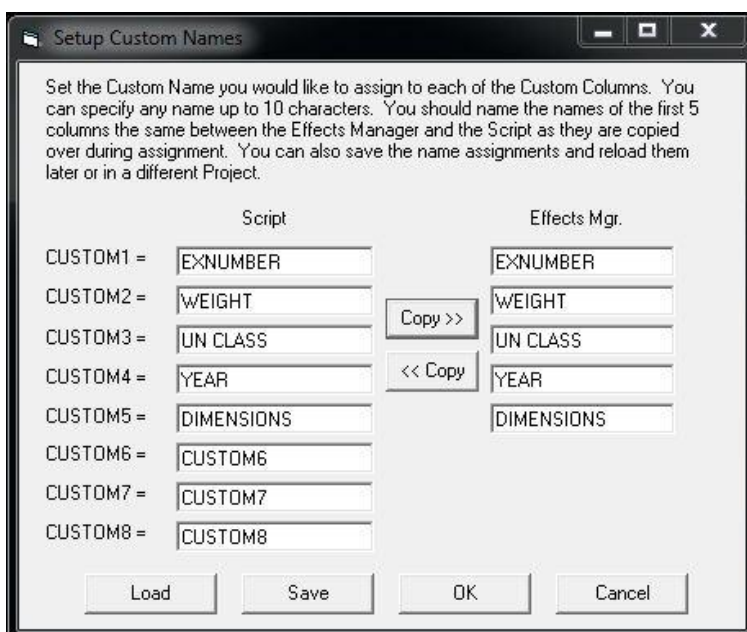 Setup Custom Names
Set the Custom Name you would like to assign to each of the Custom Columns. You
can specify any name up to 10 characters. You should name the names of the first 5
columns the same between the Effects Manager and the Script as they are copied
over during assignment. You can also save the name assignments and reload them
later or in a different Project.
Script Effects Mgr.
CUSTOM1 = EXNUMBER EXNUMBER
CUSTOM2 = WEIGHT WEIGHT
Copy >>
CUSTOM3 = UN CLASS UN CLASS
<< Copy
CUSTOM4 = YEAR YEAR
CUSTOM5 = DIMENSIONS DIMENSIONS
CUSTOM6 = CUSTOM6
CUSTOM7 = CUSTOM7
CUSTOM8 = CUSTOM8
Load Save OK Cancel